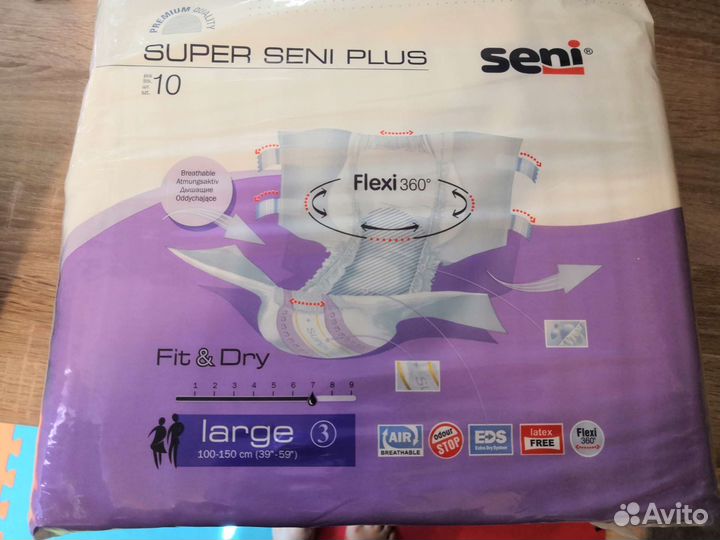 PREMIUM QUALITY
SUPER SENI PLUS
seni®
10
Breathable
Atmungsaktiv
Дышащие
Oddychające
Flexi 360°
Fit & Dry
1 2 3 4 5 6 7 8 9
large 3
100-150 cm (39"-59")
AIR
BREATHABLE
odour
STOP
EDS
Extra Dry System
latex
FREE
Flexi
360°
Avito